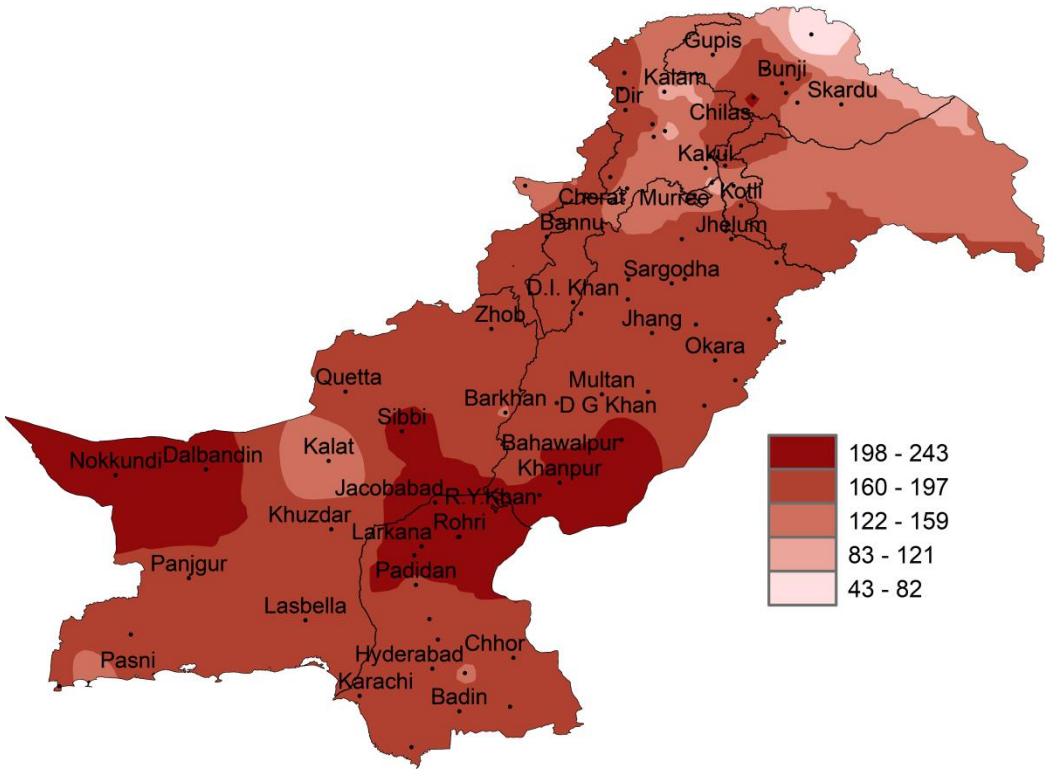 Gupis
Bunji
Kalam
Skardu
Dir
Chilas
Kakul
Cherat
Murree
Kotli
Bannu
Jhelum
Sargodha
D.I. Khan
Zhob
Jhang
Okara
Quetta
Multan
Barkhan
D G Khan
Sibbi
Bahawalpur
Kalat
Nokkundi
Dalbandin
Khanpur
Jacobabad
R.Y.Khan
Khuzdar
Larkana
Rohri
Panjgur
Padidan
Lasbella
Chhor
Pasni
Hyderabad
Karachi
Badin
198 - 243
160 - 197
122 - 159
83 - 121
43 - 82